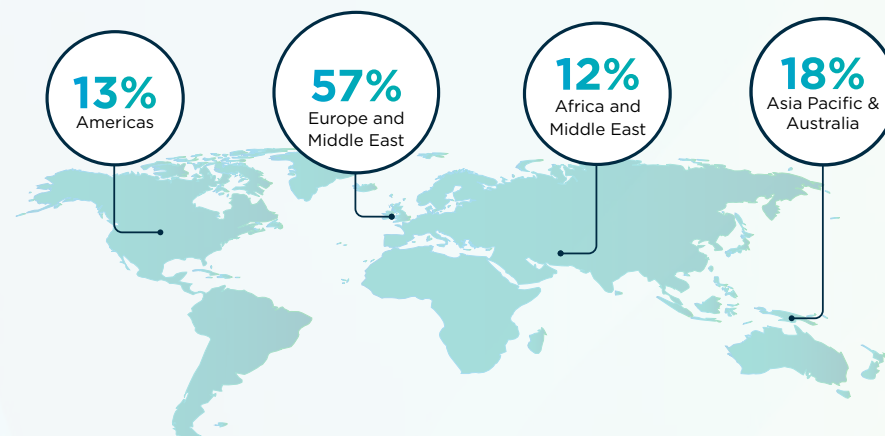 13%
Americas
57%
Europe and
Middle East
12%
Africa and
Middle East
18%
Asia Pacific &
Australia